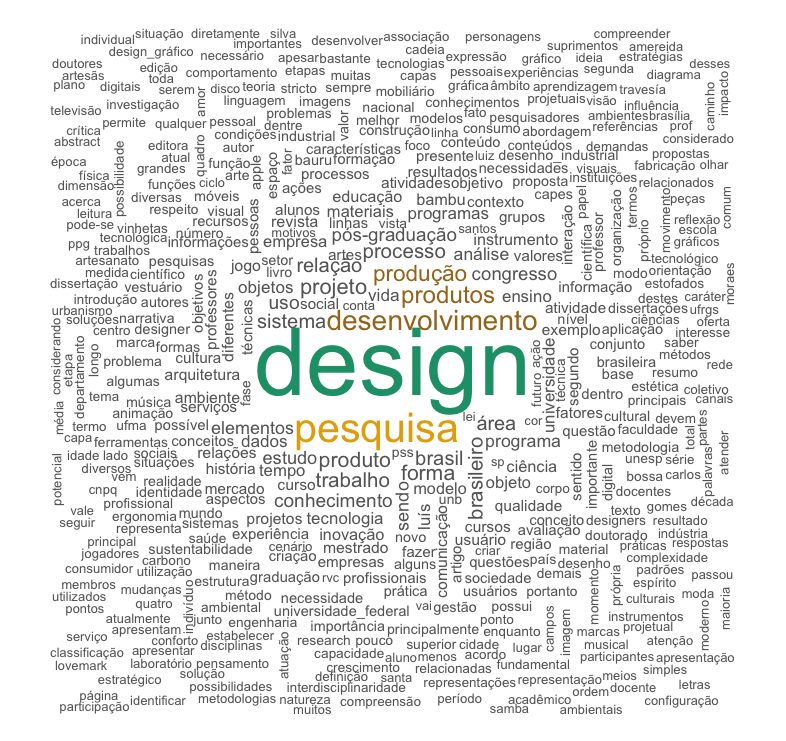 individual situação diretamente silva
importantes desenvolver associação personagens compreender
design_gráfico necessário apesar bastante cadeia expressão gráfico suprimentos amereida
doutores edição etapas tecnologias ideia estratégias desses
artesãs toda comportamento muitas capas pessoais experiências segunda diagrama
plano digitais serem disco teoria stricto sempre mobiliário gráfica âmbito aprendizagem travesía
televisão investigação amor linguagem imagens nacional conhecimentos projetuais visão influência caminho impacto
permite qualquer pessoal problemas dentre valor melhor modelos fato pesquisadores ambientes brasília
crítica condições industrial construção linha consumo abordagem referências prof considerado
abstract editora autor características foco conteúdo conteúdos demandas
época possibilidade atual quadro função fator bauru formação presente luiz desenho_industrial propostas
física grandes arte apple espaço processos resultados necessidades visuais fabricação olhar
dimensão funções ciclo ações atividades objetivo proposta instituições relacionados
acerca diversas móveis educação bambu contexto capes papel termos movimento peças comum
leitura respeito visual pessoas alunos materiais programas grupos interação professor organização reflexão
pode-se vinhetas recursos revista linhas vista santos científica próprio escola
tecnológica número motivos pós-graduação instrumento gráficos
ppg trabalhos informações empresa artes processo análise valores tecnológico
artesanato pesquisas jogo setor relação produção congresso modo orientação moraes
medida científico livro
dissertação vestuário objetivos professores objetos projeto vida produtos ensino informação estofados
introdução autores uso social conta atividade dissertações destes caráter
urbanismo narrativa diferentes técnicas nível ufrgs
soluções centro designer sistema desenvolvimento exemplo aplicação ciências oferta
considerando marca conjunto saber interesse
etapa longo formas design futuro ação universidade segundo métodos
departamento problema cultura técnica brasileira rede
algumas arquitetura base resumo
tema fase dentro estética coletivo
média música ambiente principais canais
animação serviços lei cor fatores cultural devem
termo ufma possível elementos pesquisa área questão faculdade total partes
capa ferramentas conceitos dados programa metodologia
idade lado sociais relações estudo produto pss brasil brasileiro sp ciência sentido importante digital unesp série palavras atender
potencial diversos situações história tempo forma
vem realidade curso trabalho objeto corpo bossa carlos
cnpq identidade mercado modelo unb docentes
profissional aspectos conhecimento sendo luís comunicação qualidade texto gomes década
vale ergonomia mundo
seguir representa sistemas projetos tecnologia cursos conceito designers resultado
principal saúde experiência inovação novo usuário avaliação doutorado indústria
jogadores sustentabilidade cenário mestrado fazer artigo criar região material práticas respostas
carbono criação questões país desenho complexidade
consumidor utilização maneira empresas alguns demais padrões
membros estrutura graduação rvc profissionais sociedade espírito passou
utilizados mudanças método necessidade prática usuários portanto momento própria culturais moda
pontos quatro indivíduo ambiental universidade_federal vai gestão possui moderno maioria
atualmente junto engenharia ponto instrumentos
apresentam estabelecer importância principalmente enquanto campos imagem marcas projetual
serviço conforto disciplinas research pouco superior cidade lugar musical atenção
classificação apresentar atuação capacidade aluno menos acordo participantes apresentação
lovemark laboratório pensamento crescimento relacionadas fundamental simples
estratégico solução definição santa representações representação meios
página possibilidades interdisciplinaridade ordem docente letras
participação identificar metodologias natureza compreensão período acadêmico configuração
muitos samba ambientais